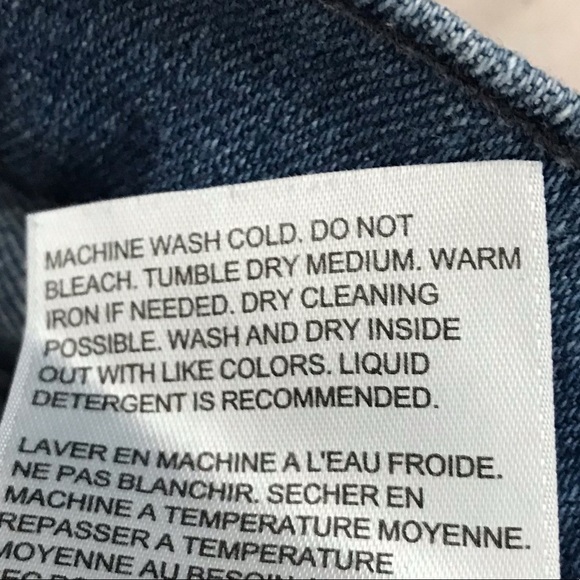 MACHINE WASH COLD. DO NOT
BLEACH. TUMBLE DRY MEDIUM. WARM
IRON IF NEEDED. DRY CLEANING
POSSIBLE. WASH AND DRY INSIDE
OUT WITH LIKE COLORS. LIQUID
DETERGENT IS RECOMMENDED.
LAVER EN MACHINE A L'EAU FROIDE.
NE PAS BLANCHIR. SECHER EN
MACHINE A TEMPERATURE MOYENNE.
REPASSER A TEMPERATURE
MOYENNE AU BESOIN.